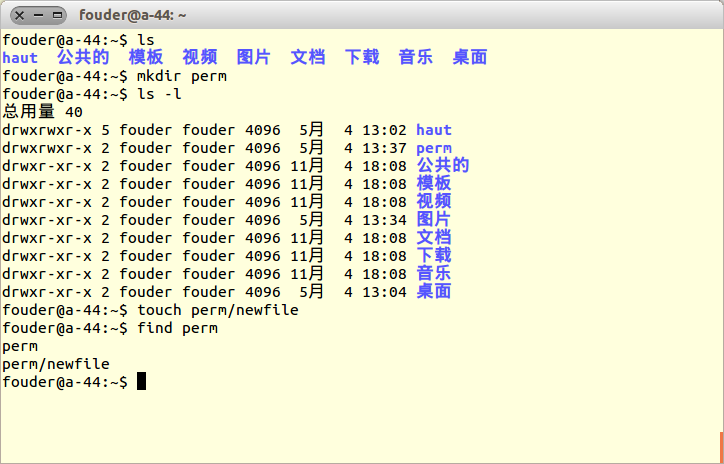 fouder@a-44: ~
fouder@a-44:~$ ls
haut  公共的  模板  视频  图片  文档  下载  音乐  桌面
fouder@a-44:~$ mkdir perm
fouder@a-44:~$ ls -l
总用量 40
drwxrwxr-x 5 fouder fouder 4096  5月  4 13:02 haut
drwxrwxr-x 2 fouder fouder 4096  5月  4 13:37 perm
drwxr-xr-x 2 fouder fouder 4096 11月  4 18:08 公共的
drwxr-xr-x 2 fouder fouder 4096 11月  4 18:08 模板
drwxr-xr-x 2 fouder fouder 4096 11月  4 18:08 视频
drwxr-xr-x 2 fouder fouder 4096  5月  4 13:34 图片
drwxr-xr-x 2 fouder fouder 4096 11月  4 18:08 文档
drwxr-xr-x 2 fouder fouder 4096 11月  4 18:08 下载
drwxr-xr-x 2 fouder fouder 4096 11月  4 18:08 音乐
drwxr-xr-x 2 fouder fouder 4096  5月  4 13:04 桌面
fouder@a-44:~$ touch perm/newfile
fouder@a-44:~$ find perm
perm
perm/newfile
fouder@a-44:~$